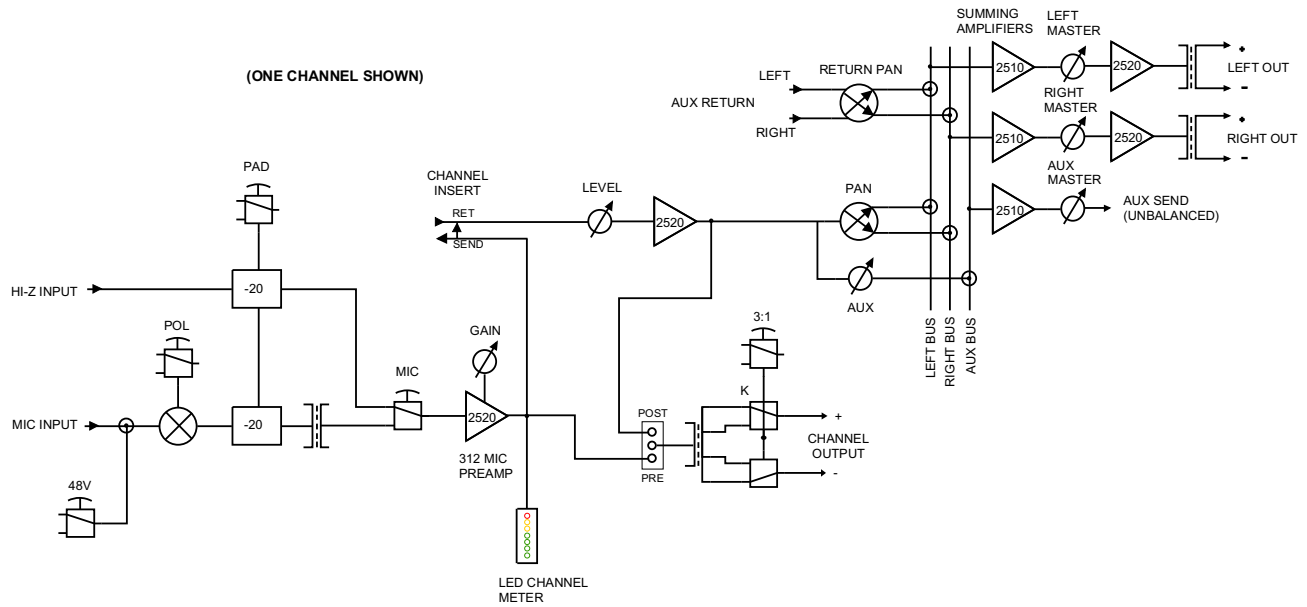 (ONE CHANNEL SHOWN)
SUMMING
AMPLIFIERS
LEFT
MASTER
2510
2520
+
LEFT OUT
-
LEFT
RETURN PAN
AUX RETURN
RIGHT
RIGHT
MASTER
2510
2520
+
RIGHT OUT
-
AUX
MASTER
2510
AUX SEND
(UNBALANCED)
PAD
CHANNEL
INSERT
RET
SEND
LEVEL
2520
PAN
AUX
LEFT BUS
RIGHT BUS
AUX BUS
HI-Z INPUT
-20
POL
MIC INPUT
-20
48V
MIC
GAIN
2520
312 MIC
PREAMP
LED CHANNEL
METER
POST
PRE
3:1
K
+
CHANNEL
OUTPUT
-